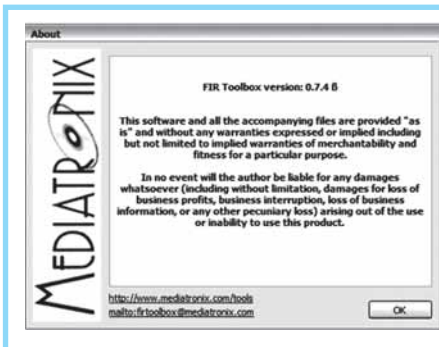 About
MEDIATRONIX
FIR Toolbox version: 0.7.4 ß
This software and all the accompanying files are provided "as
is" and without any warranties expressed or implied including
but not limited to implied warranties of merchantability and
fitness for a particular purpose.
In no event will the author be liable for any damages
whatsoever (including without limitation, damages for loss of
business profits, business interruption, loss of business
information, or any other pecuniary loss) arising out of the use
or inability to use this product.
http://www.mediatronix.com/tools
mailto:firtoolbox@mediatronix.com
OK